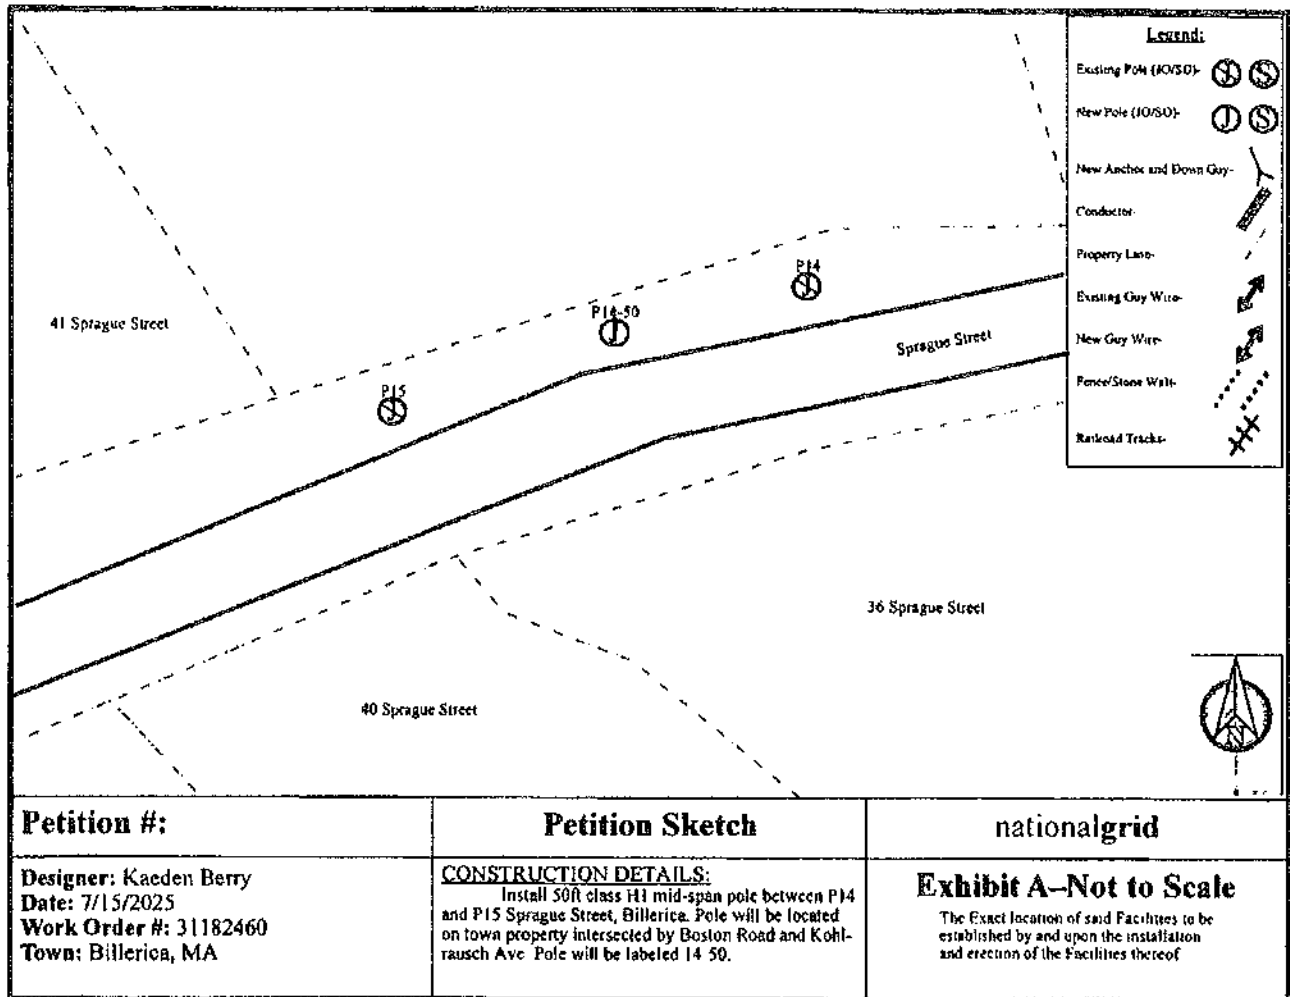 Legend:
Existing Pole (JO/SO)-
J S
New Pole (JO/SO)-
J S
New Anchor and Down Guy-
Conductor-
Property Line-
Existing Guy Wire-
New Guy Wire-
Fence/Stone Wall-
Railroad Tracks-
P14
J
P14-50
J
P15
J
Sprague Street
41 Sprague Street
36 Sprague Street
40 Sprague Street
N
Petition #:
Designer: Kaeden Berry
Date: 7/15/2025
Work Order #: 31182460
Town: Billerica, MA
Petition Sketch
CONSTRUCTION DETAILS:
Install 50ft class H1 mid-span pole between P14
and P15 Sprague Street, Billerica. Pole will be located
on town property intersected by Boston Road and Kohl-
rausch Ave Pole will be labeled 14 50.
nationalgrid
Exhibit A–Not to Scale
The Exact location of said Facilities to be
established by and upon the installation
and erection of the Facilities thereof